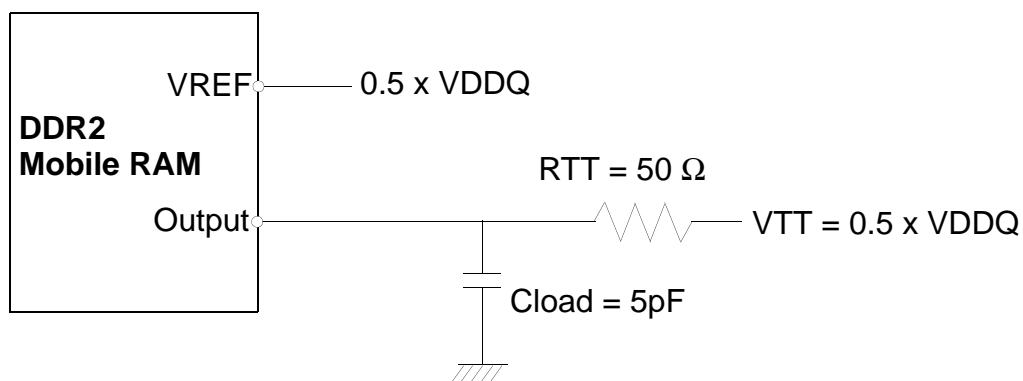 VREF
0.5 x VDDQ
DDR2
Mobile RAM
RTT = 50 Ω
Output
VTT = 0.5 x VDDQ
Cload = 5pF